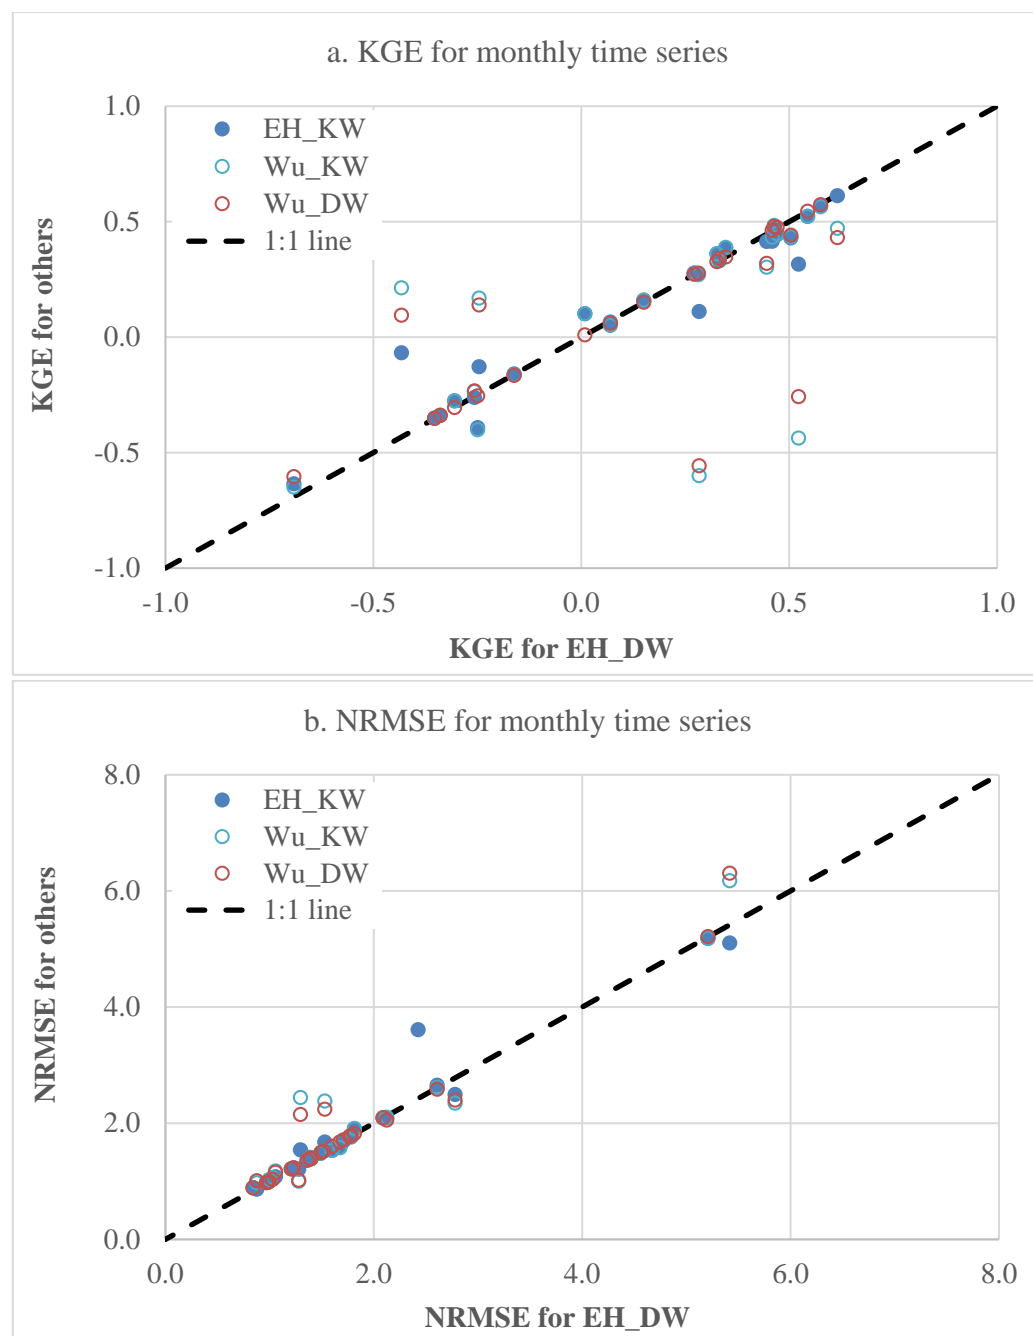 a. KGE for monthly time series
1.0
0.5
0.0
-0.5
-1.0
KGE for others
EH_KW
Wu_KW
Wu_DW
1:1 line
-1.0 -0.5 0.0 0.5 1.0
KGE for EH_DW
b. NRMSE for monthly time series
8.0
6.0
4.0
2.0
0.0
NRMSE for others
EH_KW
Wu_KW
Wu_DW
1:1 line
0.0 2.0 4.0 6.0 8.0
NRMSE for EH_DW